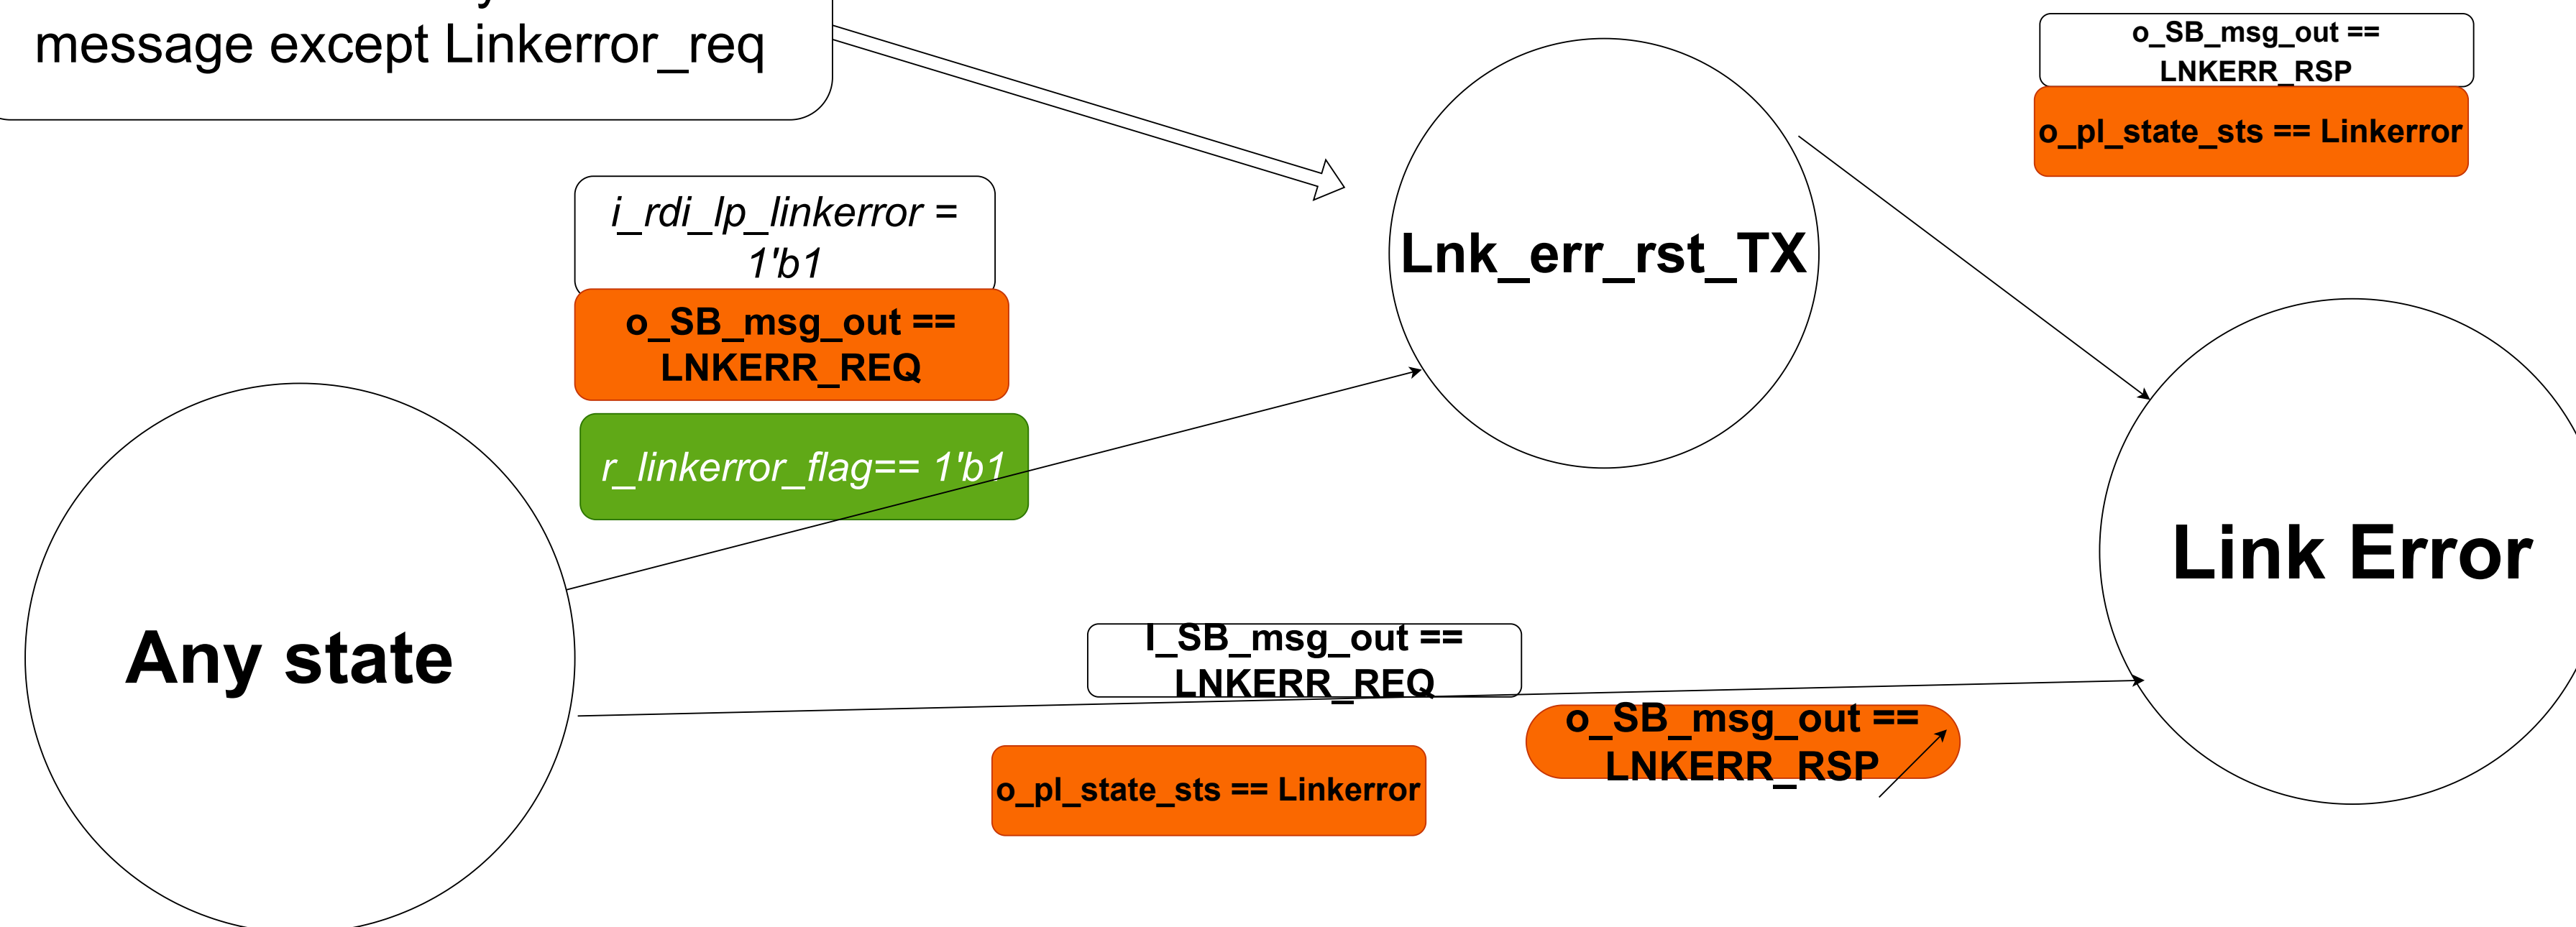 message except Linkerror_req
o_SB_msg_out ==
LNKERR_RSP
o_pl_state_sts == Linkerror
i_rdi_lp_linkerror =
1'b1
o_SB_msg_out ==
LNKERR_REQ
r_linkerror_flag== 1'b1
Lnk_err_rst_TX
Link Error
Any state
I_SB_msg_out ==
LNKERR_REQ
o_SB_msg_out ==
LNKERR_RSP
o_pl_state_sts == Linkerror